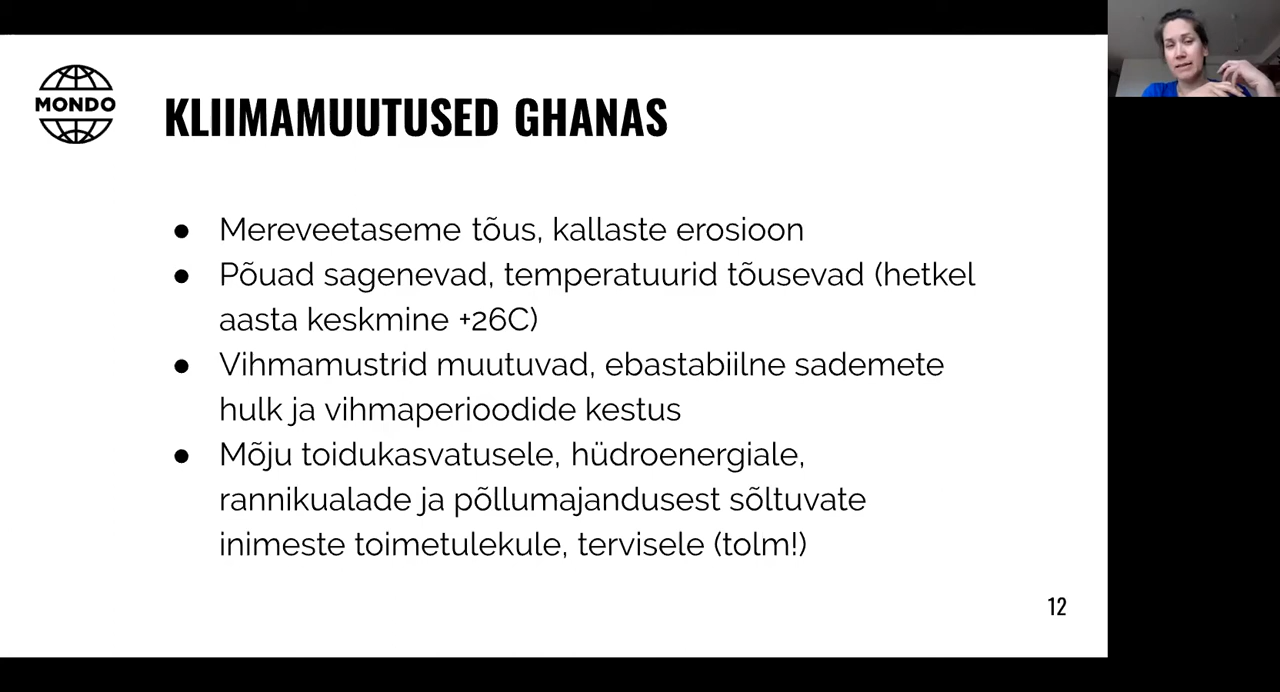 MONDO
KLIIMAMUUTUSED GHANAS
● Mereveetaseme tõus, kallaste erosioon
● Põuad sagenevad, temperatuurid tõusevad (hetkel
aasta keskmine +26C)
● Vihmamustrid muutuvad, ebastabiilne sademete
hulk ja vihmaperioodide kestus
● Mõju toidukasvatusele, hüdroenergiale,
rannikualade ja põllumajandusest sõltuvate
inimeste toimetulekule, tervisele (tolm!)
12